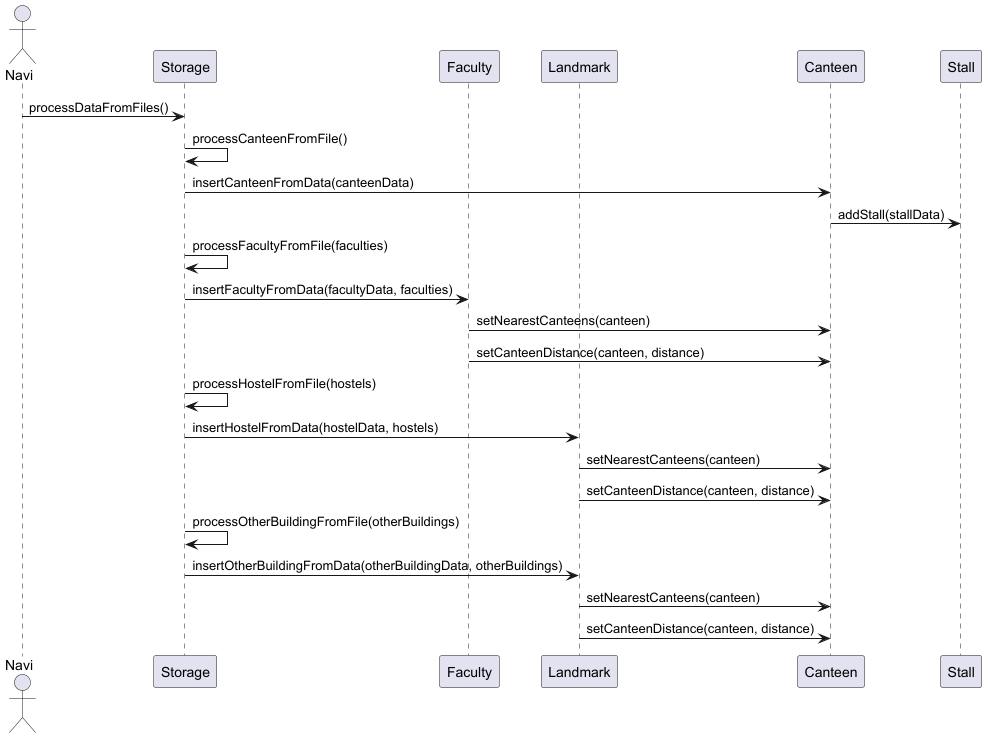 Navi
Storage
Faculty
Landmark
Canteen
Stall
processDataFromFiles()
processCanteenFromFile()
insertCanteenFromData(canteenData)
addStall(stallData)
processFacultyFromFile(faculties)
insertFacultyFromData(facultyData, faculties)
setNearestCanteens(canteen)
setCanteenDistance(canteen, distance)
processHostelFromFile(hostels)
insertHostelFromData(hostelData, hostels)
setNearestCanteens(canteen)
setCanteenDistance(canteen, distance)
processOtherBuildingFromFile(otherBuildings)
insertOtherBuildingFromData(otherBuildingData, otherBuildings)
setNearestCanteens(canteen)
setCanteenDistance(canteen, distance)
Navi
Storage
Faculty
Landmark
Canteen
Stall